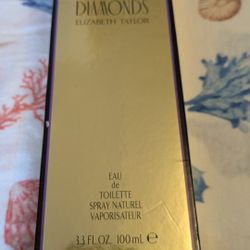 DIAMONDS
ELIZABETH TAYLOR
EAU
de
TOILETTE
SPRAY NATUREL
VAPORISATEUR
3.3 FL.OZ. 100 mL ℮